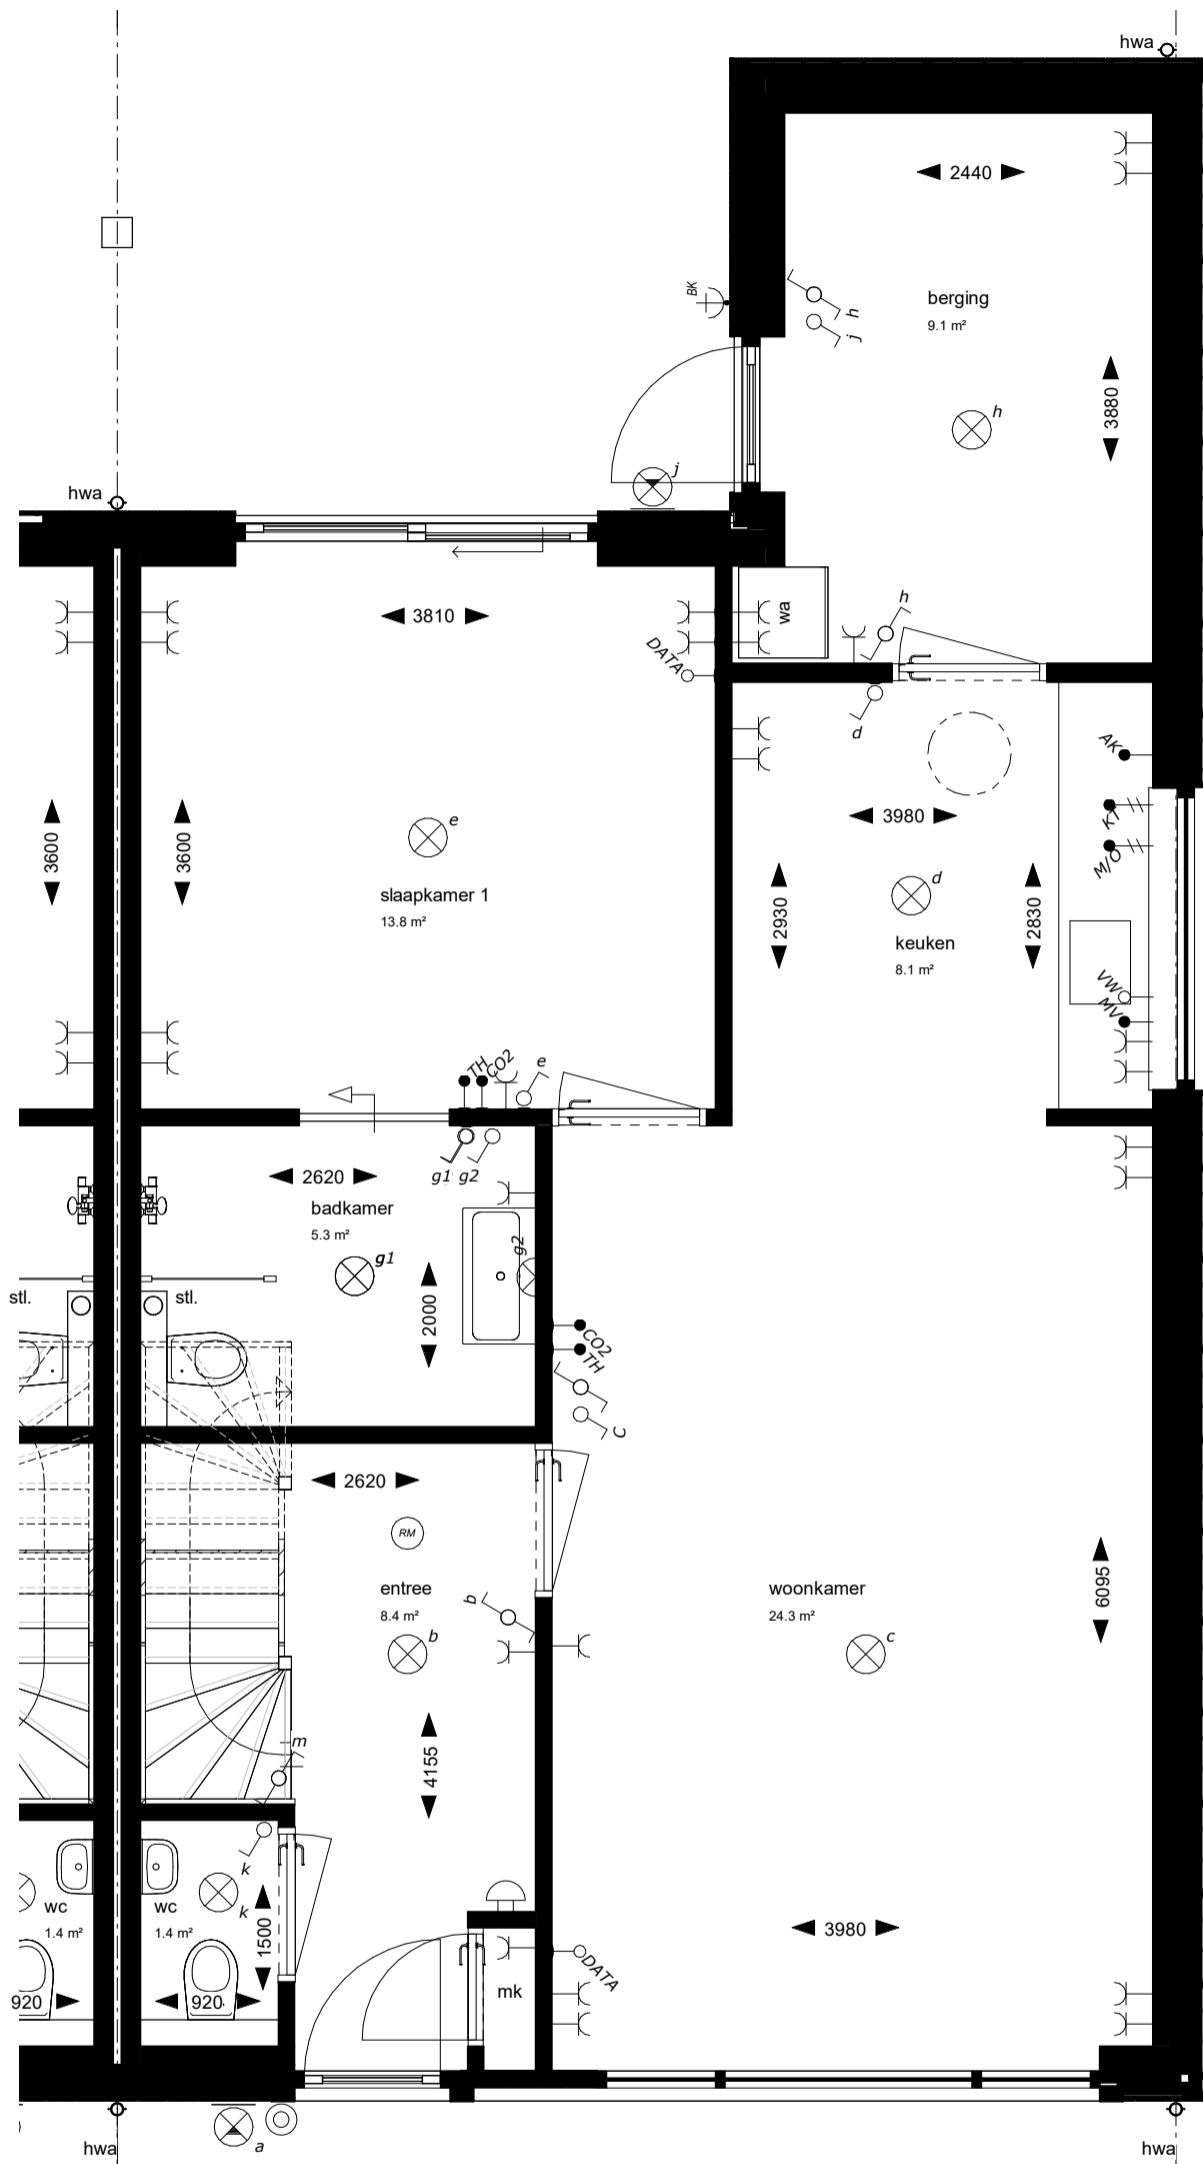 hwa
2440
BK
h
j
berging
9.1 m²
3880
h
j
hwa
3810
DATA
wa
h
d
AK
KT
M/O
3980
3600
3600
e
slaapkamer 1
13.8 m²
2930
d
2830
keuken
8.1 m²
VW
MV
TH
CO2
e
g1
g2
2620
badkamer
5.3 m²
g1
g2
2000
stl.
stl.
CO2
TH
C
2620
RM
entree
8.4 m²
b
b
woonkamer
24.3 m²
c
6095
m
4155
k
k
wc
1.4 m²
wc
1.4 m²
1500
920
920
3980
DATA
mk
a
hwa
hwa